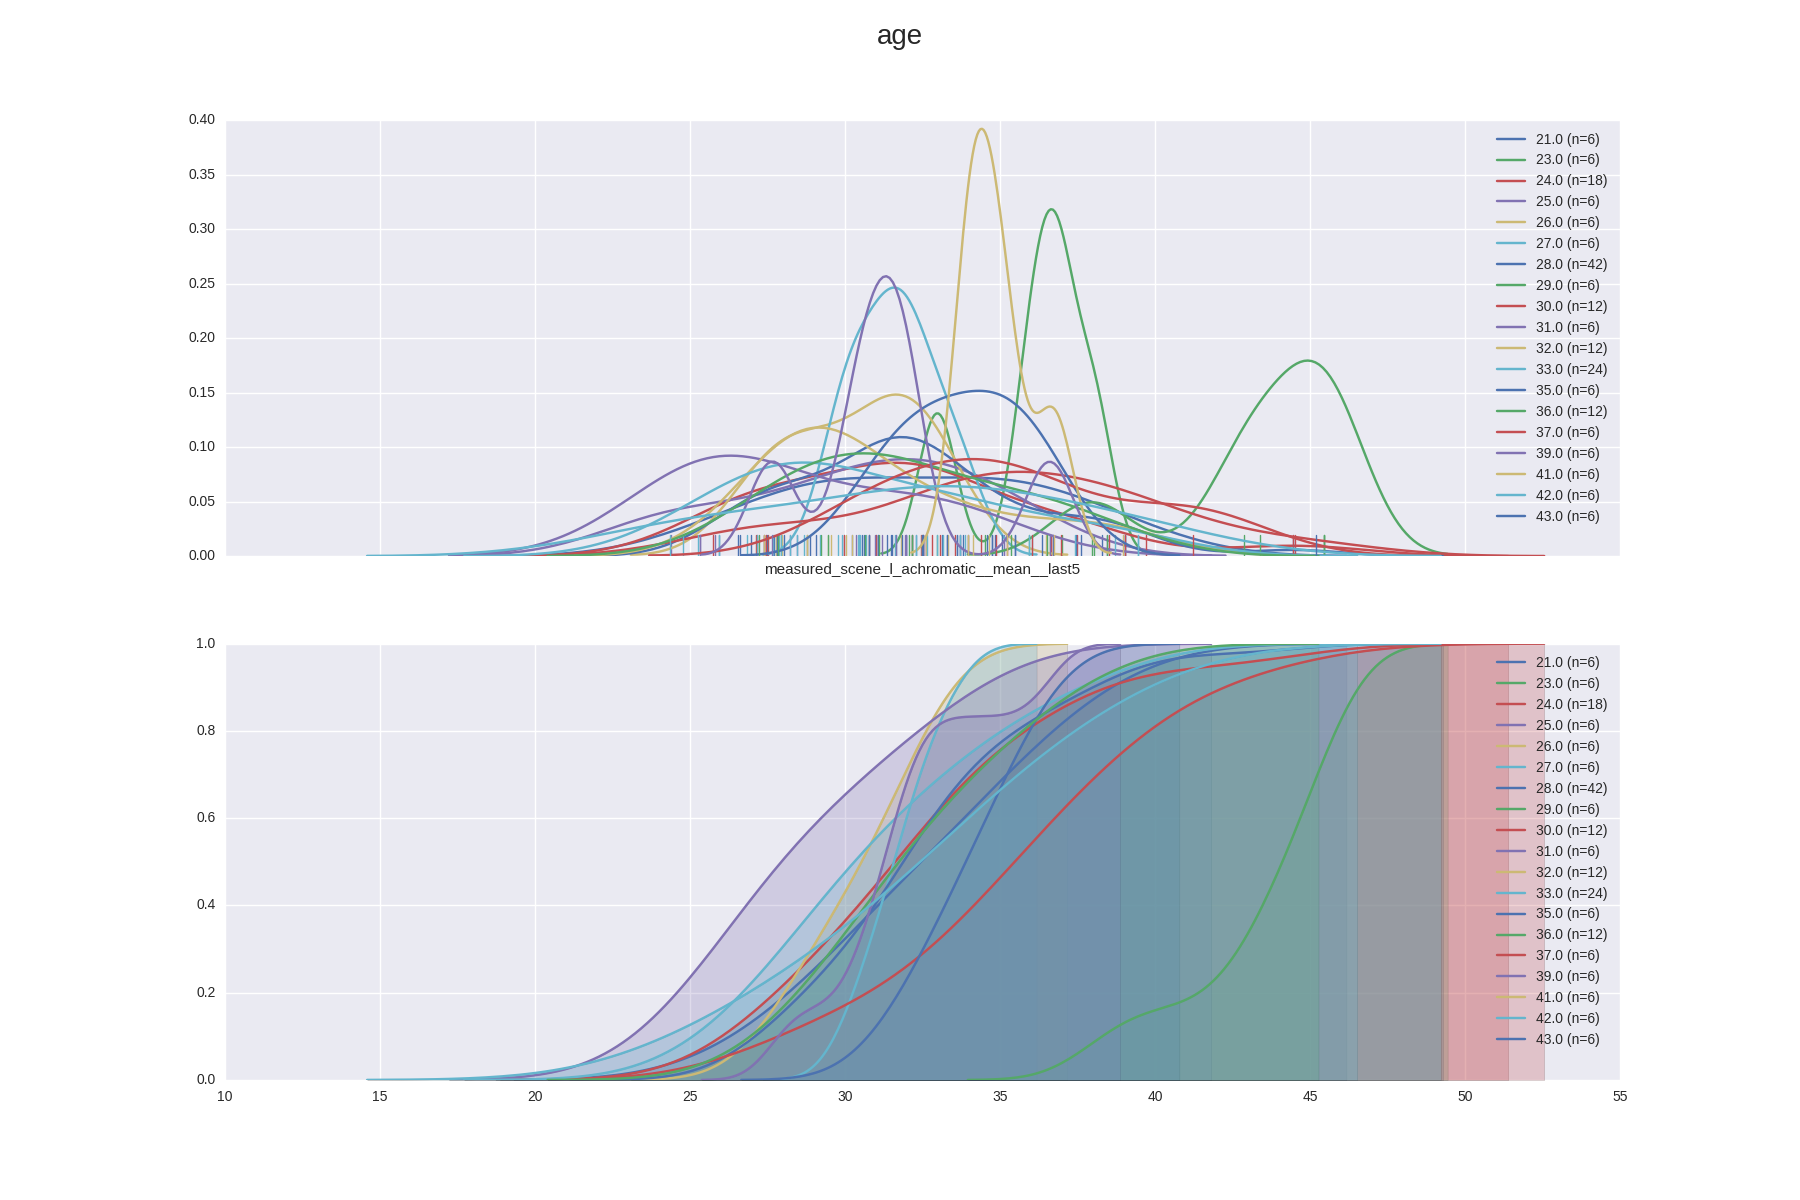 age
0.40
0.35
0.30
0.25
0.20
0.15
0.10
0.05
0.00
21.0 (n=6)
23.0 (n=6)
24.0 (n=18)
25.0 (n=6)
26.0 (n=6)
27.0 (n=6)
28.0 (n=42)
29.0 (n=6)
30.0 (n=12)
31.0 (n=6)
32.0 (n=12)
33.0 (n=24)
35.0 (n=6)
36.0 (n=12)
37.0 (n=6)
39.0 (n=6)
41.0 (n=6)
42.0 (n=6)
43.0 (n=6)
measured_scene_l_achromatic__mean__last5
1.0
0.8
0.6
0.4
0.2
0.0
21.0 (n=6)
23.0 (n=6)
24.0 (n=18)
25.0 (n=6)
26.0 (n=6)
27.0 (n=6)
28.0 (n=42)
29.0 (n=6)
30.0 (n=12)
31.0 (n=6)
32.0 (n=12)
33.0 (n=24)
35.0 (n=6)
36.0 (n=12)
37.0 (n=6)
39.0 (n=6)
41.0 (n=6)
42.0 (n=6)
43.0 (n=6)
10 15 20 25 30 35 40 45 50 55